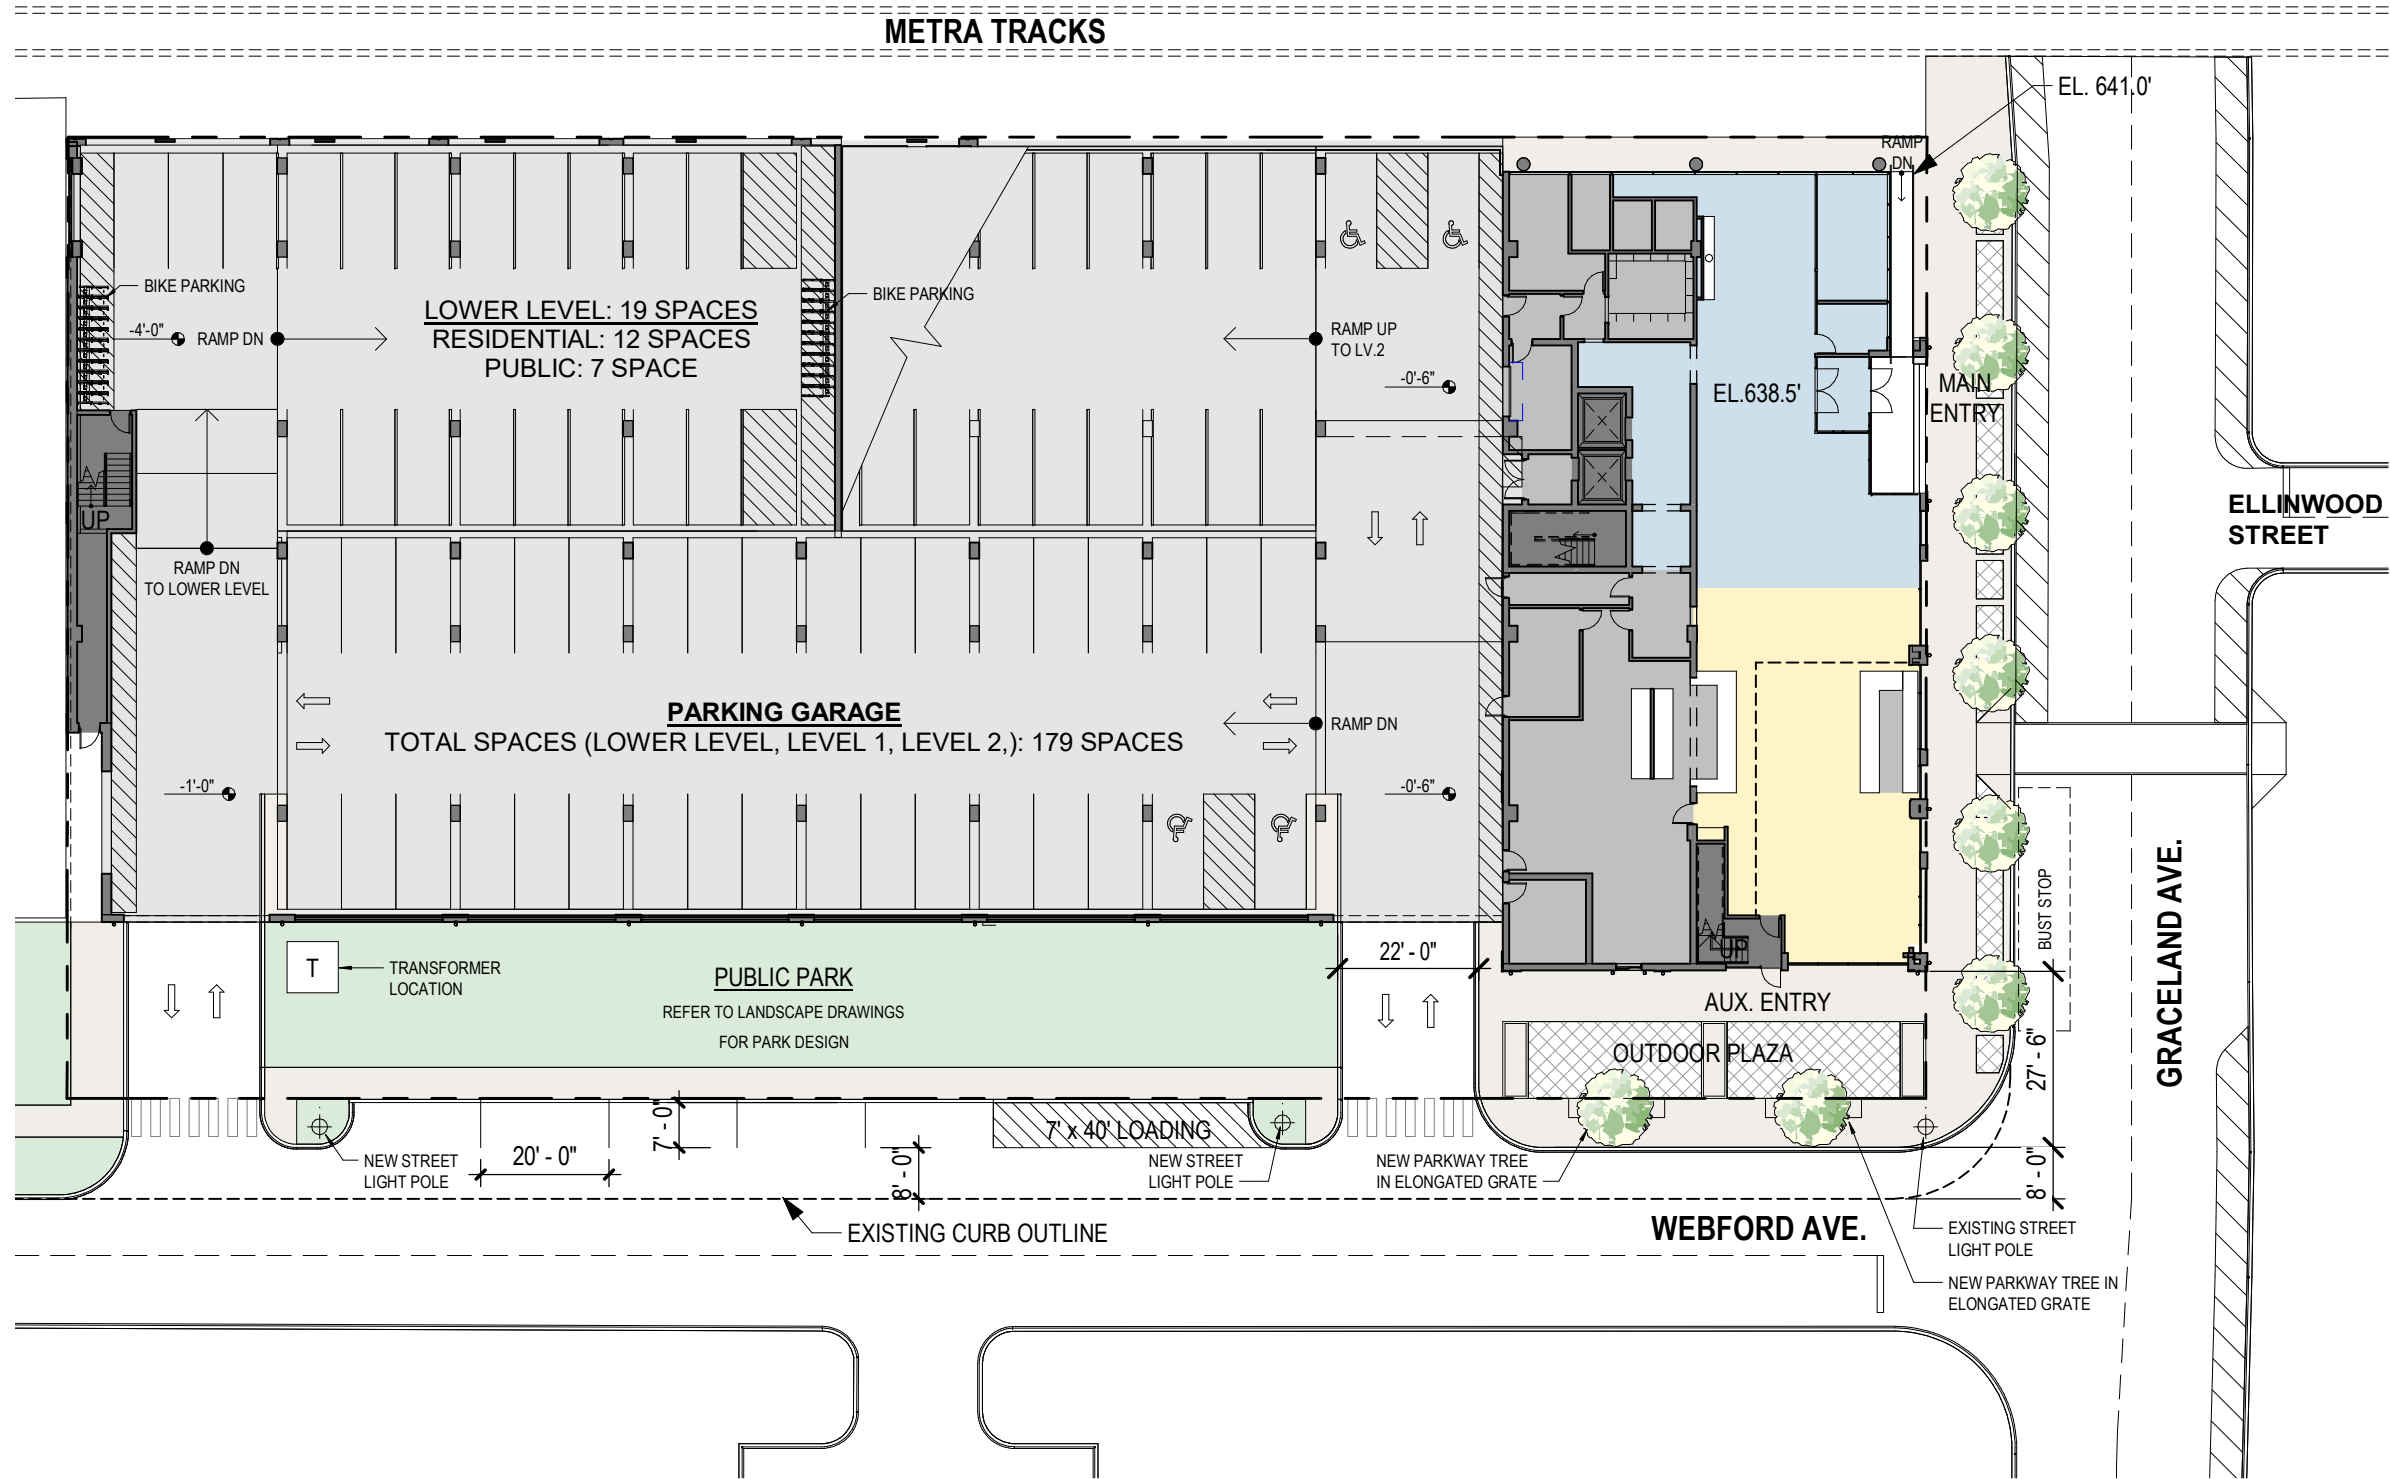 METRA TRACKS
EL. 641.0'
RAMP
DN
BIKE PARKING
BIKE PARKING
LOWER LEVEL: 19 SPACES
RESIDENTIAL: 12 SPACES
PUBLIC: 7 SPACE
-4'-0"
RAMP DN
RAMP UP
TO LV.2
-0'-6"
EL.638.5'
MAIN
ENTRY
ELLINWOOD
STREET
UP
RAMP DN
TO LOWER LEVEL
PARKING GARAGE
TOTAL SPACES (LOWER LEVEL, LEVEL 1, LEVEL 2,): 179 SPACES
RAMP DN
-1'-0"
-0'-6"
BUST STOP
GRACELAND AVE.
UP
T
TRANSFORMER
LOCATION
PUBLIC PARK
REFER TO LANDSCAPE DRAWINGS
FOR PARK DESIGN
22' - 0"
AUX. ENTRY
OUTDOOR PLAZA
27' - 6"
7' - 0"
7' x 40' LOADING
20' - 0"
8' - 0"
8' - 0"
NEW STREET
LIGHT POLE
NEW STREET
LIGHT POLE
NEW PARKWAY TREE
IN ELONGATED GRATE
EXISTING CURB OUTLINE
WEBFORD AVE.
EXISTING STREET
LIGHT POLE
NEW PARKWAY TREE IN
ELONGATED GRATE